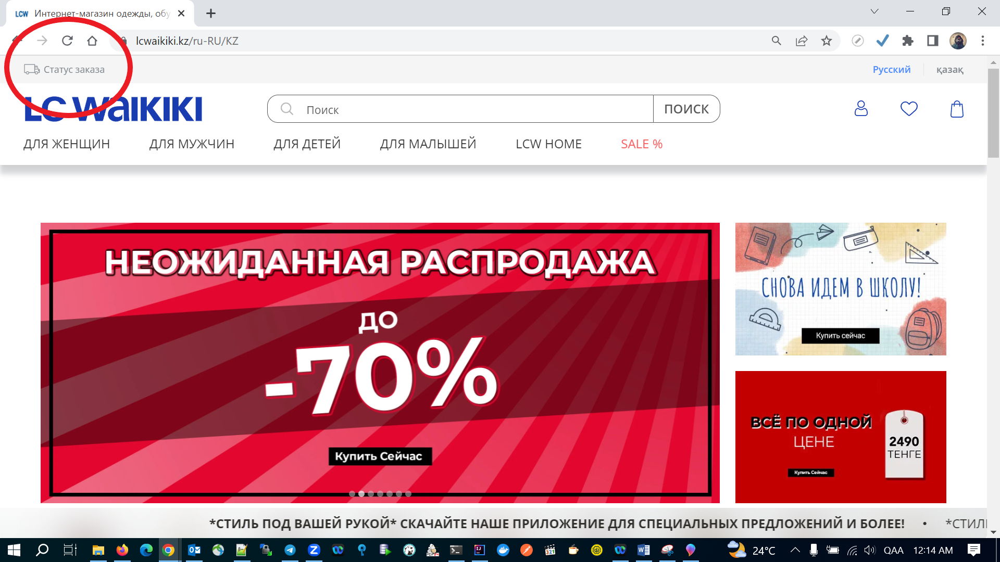 LCW Интернет-магазин одежды, обу
lcwaikiki.kz/ru-RU/KZ
Статус заказа
Русский қазақ
LC WAIKIKI
Поиск ПОИСК
ДЛЯ ЖЕНЩИН ДЛЯ МУЖЧИН ДЛЯ ДЕТЕЙ ДЛЯ МАЛЫШЕЙ LCW HOME SALE %
НЕОЖИДАННАЯ РАСПРОДАЖА
ДО
-70%
Купить Сейчас
СНОВА ИДЕМ В ШКОЛУ!
Купить сейчас
ВСЁ ПО ОДНОЙ
ЦЕНЕ
2490
ТЕНГЕ
Купить Сейчас
*СТИЛЬ ПОД ВАШЕЙ РУКОЙ* СКАЧАЙТЕ НАШЕ ПРИЛОЖЕНИЕ ДЛЯ СПЕЦИАЛЬНЫХ ПРЕДЛОЖЕНИЙ И БОЛЕЕ! • *СТИЛ
24°C QAA 12:14 AM